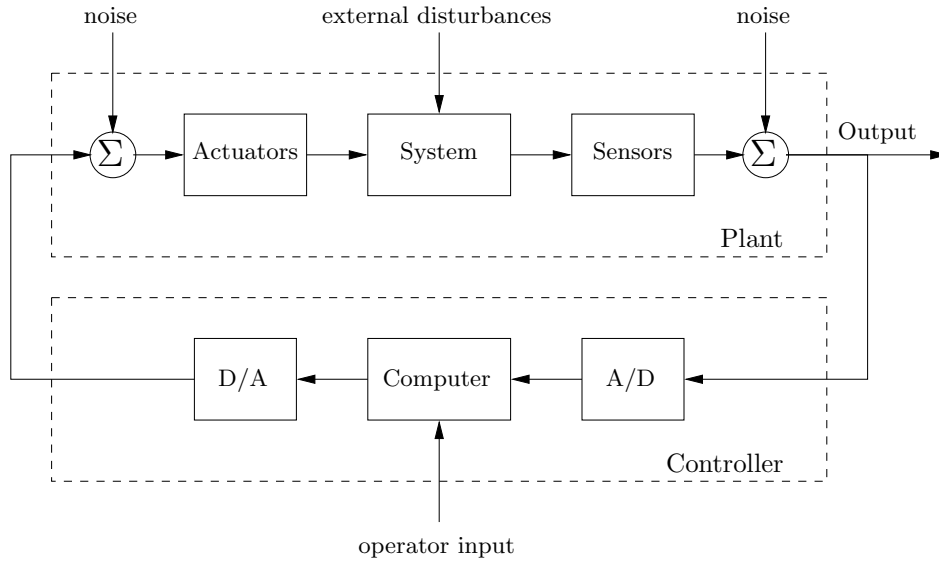 noise
external disturbances
noise
Σ
Actuators
System
Sensors
Σ
Output
Plant
D/A
Computer
A/D
Controller
operator input